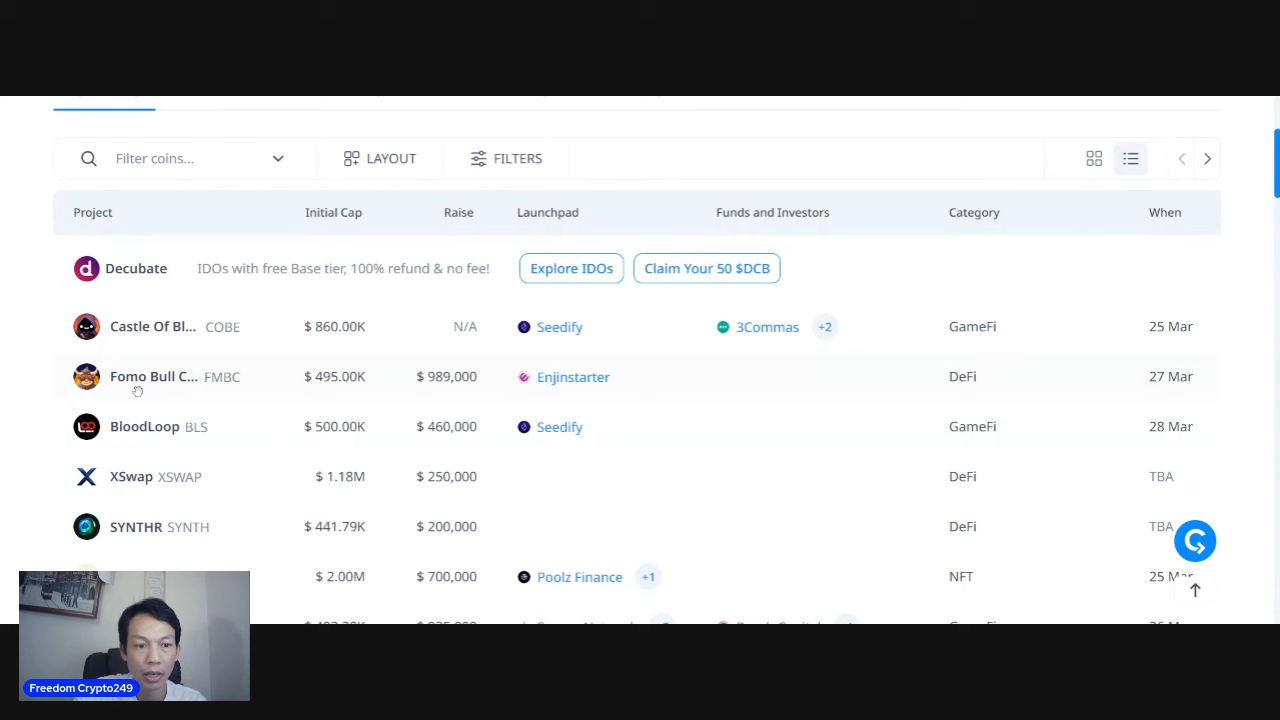 Filter coins... LAYOUT FILTERS
Project Initial Cap Raise Launchpad Funds and Investors Category When
Decubate IDOs with free Base tier, 100% refund & no fee! Explore IDOs Claim Your 50 $DCB
Castle Of Bl... COBE $ 860.00K N/A Seedify 3Commas +2 GameFi 25 Mar
Fomo Bull C... FMBC $ 495.00K $ 989,000 Enjinstarter DeFi 27 Mar
BloodLoop BLS $ 500.00K $ 460,000 Seedify GameFi 28 Mar
XSwap XSWAP $ 1.18M $ 250,000 DeFi TBA
SYNTHR SYNTH $ 441.79K $ 200,000 DeFi TBA
$ 2.00M $ 700,000 Poolz Finance +1 NFT 25 Mar
Freedom Crypto249